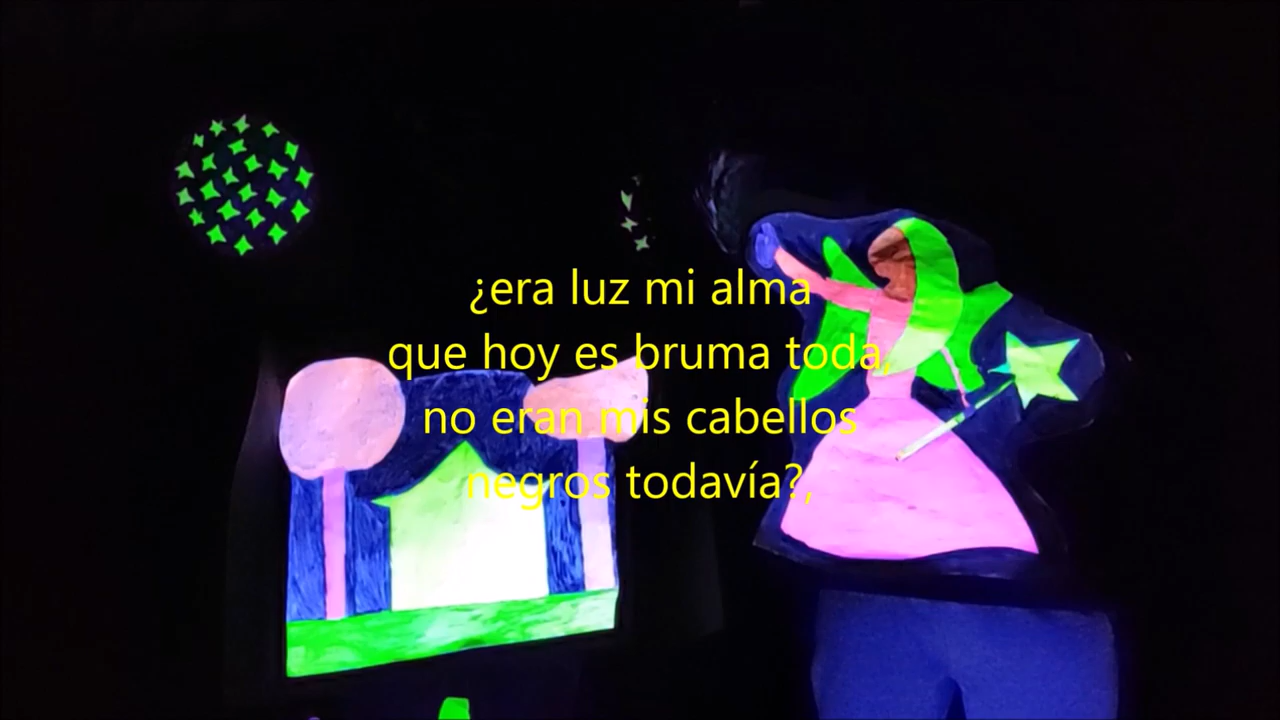 ¿era luz mi alma
que hoy es bruma toda,
no eran mis cabellos
negros todavía?,